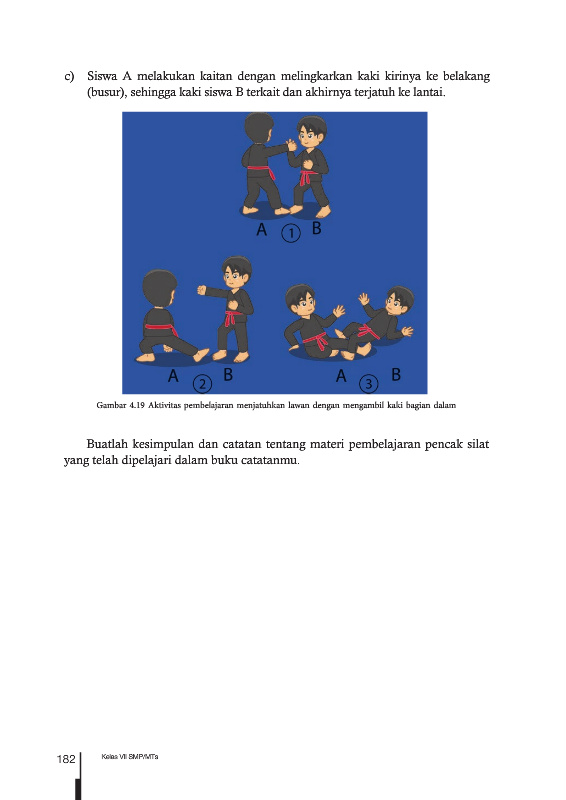 c) Siswa A melakukan kaitan dengan melingkarkan kaki kirinya ke belakang
(busur), sehingga kaki siswa B terkait dan akhirnya terjatuh ke lantai.
A 1 B
A 2 B
A 3 B
Gambar 4.19 Aktivitas pembelajaran menjatuhkan lawan dengan mengambil kaki bagian dalam
Buatlah kesimpulan dan catatan tentang materi pembelajaran pencak silat
yang telah dipelajari dalam buku catatanmu.
182 Kelas VII SMP/MTs